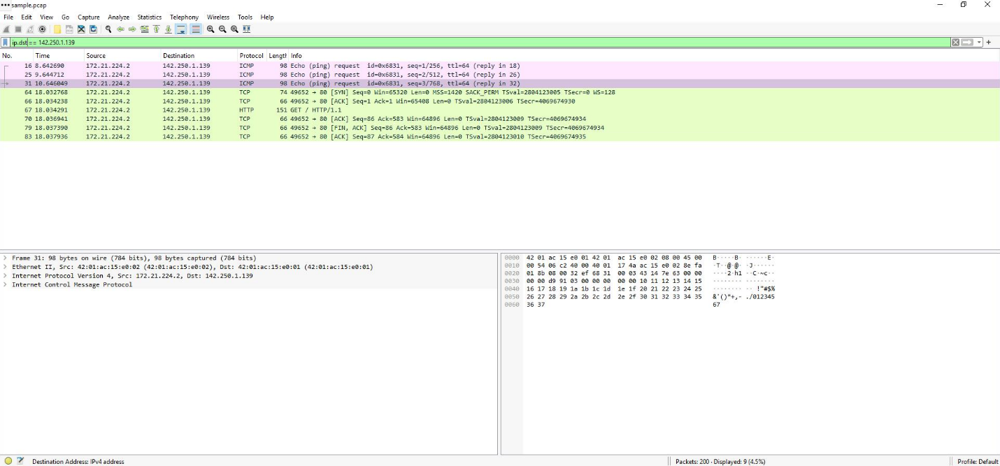 sample.pcap
File Edit View Go Capture Analyze Statistics Telephony Wireless Tools Help
ip.dst == 142.250.1.139
No. Time Source Destination Protocol Length Info
16 8.642690 172.21.224.2 142.250.1.139 ICMP 98 Echo (ping) request id=0x6831, seq=1/256, ttl=64 (reply in 18)
25 9.644712 172.21.224.2 142.250.1.139 ICMP 98 Echo (ping) request id=0x6831, seq=2/512, ttl=64 (reply in 26)
31 10.646049 172.21.224.2 142.250.1.139 ICMP 98 Echo (ping) request id=0x6831, seq=3/768, ttl=64 (reply in 32)
64 18.032768 172.21.224.2 142.250.1.139 TCP 74 49652 → 80 [SYN] Seq=0 Win=65320 Len=0 MSS=1420 SACK_PERM TSval=2804123005 TSecr=0 WS=128
66 18.034238 172.21.224.2 142.250.1.139 TCP 66 49652 → 80 [ACK] Seq=1 Ack=1 Win=65408 Len=0 TSval=2804123006 TSecr=4069674930
67 18.034291 172.21.224.2 142.250.1.139 HTTP 151 GET / HTTP/1.1
70 18.036941 172.21.224.2 142.250.1.139 TCP 66 49652 → 80 [ACK] Seq=86 Ack=583 Win=64896 Len=0 TSval=2804123009 TSecr=4069674934
79 18.037390 172.21.224.2 142.250.1.139 TCP 66 49652 → 80 [FIN, ACK] Seq=86 Ack=583 Win=64896 Len=0 TSval=2804123009 TSecr=4069674934
83 18.037936 172.21.224.2 142.250.1.139 TCP 66 49652 → 80 [ACK] Seq=87 Ack=584 Win=64896 Len=0 TSval=2804123010 TSecr=4069674935
Frame 31: 98 bytes on wire (784 bits), 98 bytes captured (784 bits)
Ethernet II, Src: 42:01:ac:15:e0:02 (42:01:ac:15:e0:02), Dst: 42:01:ac:15:e0:01 (42:01:ac:15:e0:01)
Internet Protocol Version 4, Src: 172.21.224.2, Dst: 142.250.1.139
Internet Control Message Protocol
0000 42 01 ac 15 e0 01 42 01 ac 15 e0 02 08 00 45 00 B·····B· ······E·
0010 00 54 06 c2 40 00 40 01 17 4a ac 15 e0 02 8e fa ·T··@·@· ·J······
0020 01 8b 08 00 32 ef 68 31 00 03 43 14 7e 63 00 00 ····2·h1 ··C·~c··
0030 00 00 d9 91 03 00 00 00 00 00 10 11 12 13 14 15 ········ ········
0040 16 17 18 19 1a 1b 1c 1d 1e 1f 20 21 22 23 24 25 ········ ·· !"#$%
0050 26 27 28 29 2a 2b 2c 2d 2e 2f 30 31 32 33 34 35 &'()*+,- ./012345
0060 36 37 67
Destination Address: IPv4 address
Packets: 200 · Displayed: 9 (4.5%)
Profile: Default